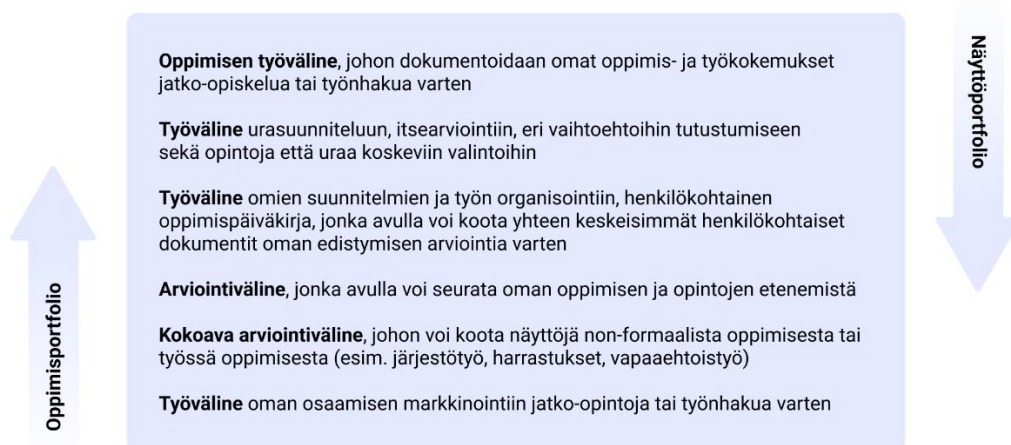 Oppimisen työväline, johon dokumentoidaan omat oppimis- ja työkokemukset
jatko-opiskelua tai työnhakua varten
Työväline urasuunniteluun, itsearviointiin, eri vaihtoehtoihin tutustumiseen
sekä opintoja että uraa koskeviin valintoihin
Työväline omien suunnitelmien ja työn organisointiin, henkilökohtainen
oppimispäiväkirja, jonka avulla voi koota yhteen keskeisimmät henkilökohtaiset
dokumentit oman edistymisen arviointia varten
Arviointiväline, jonka avulla voi seurata oman oppimisen ja opintojen etenemistä
Kokoava arviointiväline, johon voi koota näyttöjä non-formaalista oppimisesta tai
työssä oppimisesta (esim. järjestötyö, harrastukset, vapaaehtoistyö)
Työväline oman osaamisen markkinointiin jatko-opintoja tai työnhakua varten
Oppimisportfolio
Näyttöportfolio